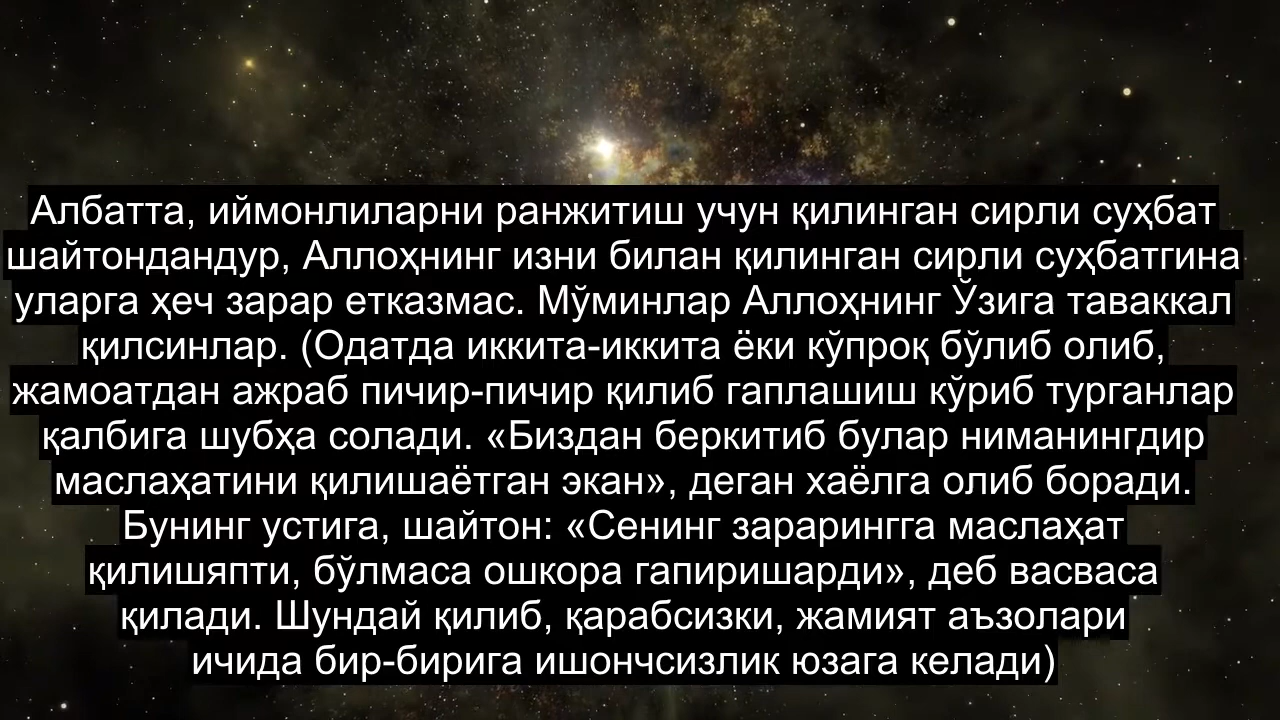 Албатта, иймонлиларни ранжитиш учун қилинган сирли суҳбат
шайтондандур, Аллоҳнинг изни билан қилинган сирли суҳбатгина
уларга ҳеч зарар етказмас. Мўминлар Аллоҳнинг Ўзига таваккал
қилсинлар. (Одатда иккита-иккита ёки кўпроқ бўлиб олиб,
жамоатдан ажраб пичир-пичир қилиб гаплашиш кўриб турганлар
қалбига шубҳа солади. «Биздан беркитиб булар ниманингдир
маслаҳатини қилишаётган экан», деган хаёлга олиб боради.
Бунинг устига, шайтон: «Сенинг зарарингга маслаҳат
қилишяпти, бўлмаса ошкора гапиришарди», деб васваса
қилади. Шундай қилиб, қарабсизки, жамият аъзолари
ичида бир-бирига ишончсизлик юзага келади)